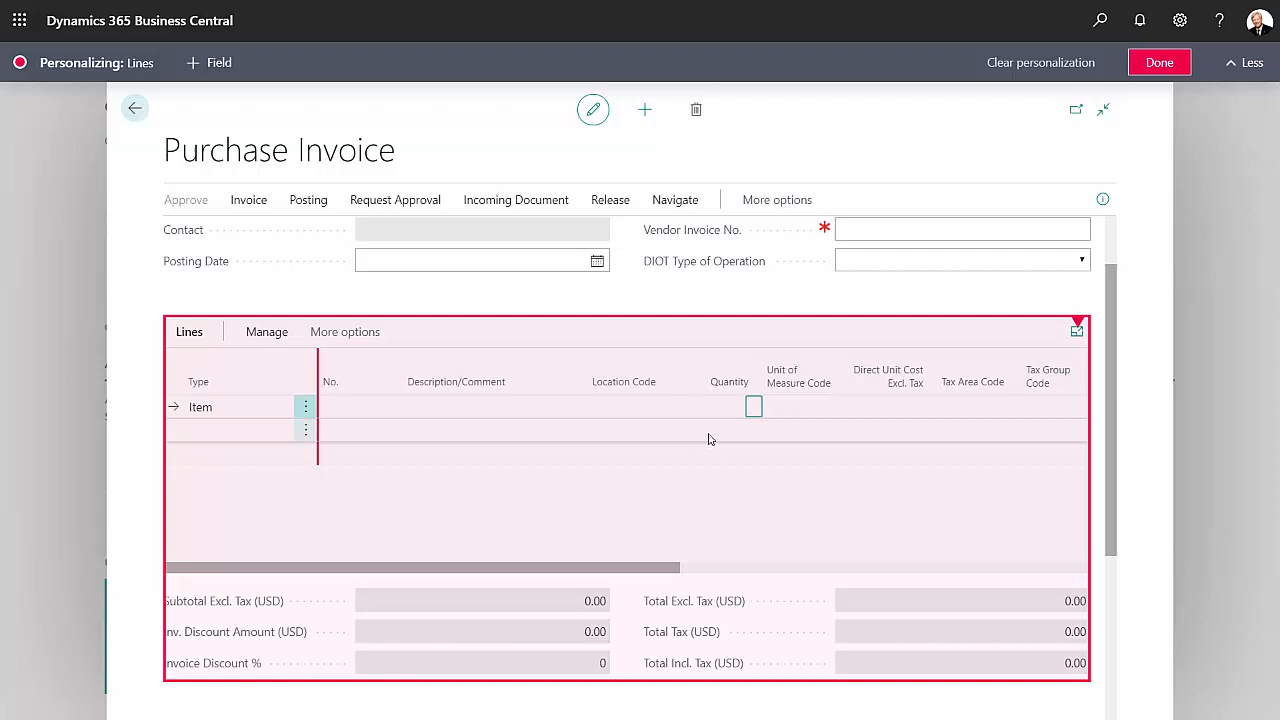 Dynamics 365 Business Central
?
Personalizing: Lines
+ Field
Clear personalization
Done
Less
Purchase Invoice
Approve Invoice Posting Request Approval Incoming Document Release Navigate More options
Contact
Vendor Invoice No. *
Posting Date
DIOT Type of Operation
Lines Manage More options
Type No. Description/Comment Location Code Quantity Unit of Measure Code Direct Unit Cost Excl. Tax Tax Area Code Tax Group Code
Item
Subtotal Excl. Tax (USD) 0.00
Total Excl. Tax (USD) 0.00
Inv. Discount Amount (USD) 0.00
Total Tax (USD) 0.00
Invoice Discount % 0
Total Incl. Tax (USD) 0.00